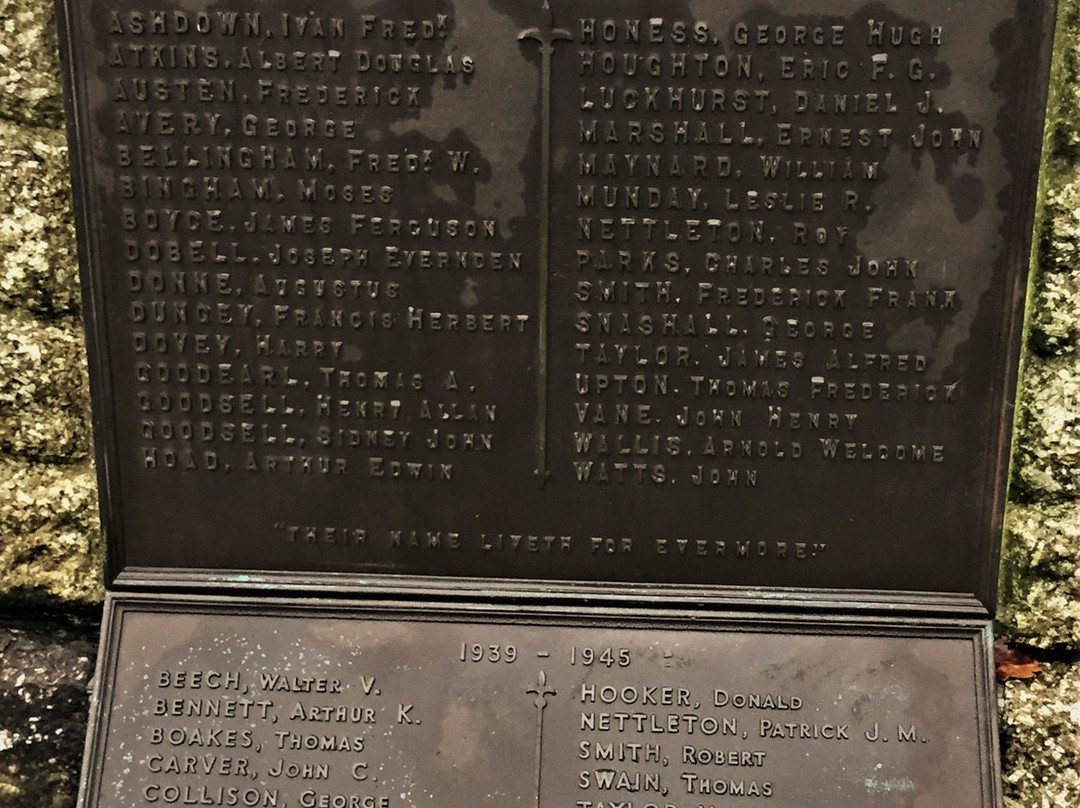 ASHDOWN, IVAN FREDK.
ATKINS, ALBERT DOUGLAS
AUSTEN, FREDERICK
AVERY, GEORGE
BELLINGHAM, FREDK. W.
BINGHAM, MOSES
BOYCE, JAMES FERGUSON
DOBELL, JOSEPH EVERNDEN
DONNE, AUGUSTUS
DUNGEY, FRANCIS HERBERT
DOVEY, HARRY
GOODEARL, THOMAS A.
GOODSELL, HENRY ALLAN
GOODSELL, SIDNEY JOHN
HOAD, ARTHUR EDWIN
HONESS, GEORGE HUGH
HOUGHTON, ERIC F. G.
LUCKHURST, DANIEL J.
MARSHALL, ERNEST JOHN
MAYNARD, WILLIAM
MUNDAY, LESLIE R.
NETTLETON, ROY
PARKS, CHARLES JOHN
SMITH, FREDERICK FRANK
SNASHALL, GEORGE
TAYLOR, JAMES ALFRED
UPTON, THOMAS FREDERICK
VANE, JOHN HENRY
WALLIS, ARNOLD WELCOME
WATTS, JOHN
"THEIR NAME LIVETH FOR EVERMORE"
1939 - 1945
BEECH, WALTER V.
BENNETT, ARTHUR K.
BOAKES, THOMAS
CARVER, JOHN C.
COLLISON, GEORGE
HOOKER, DONALD
NETTLETON, PATRICK J. M.
SMITH, ROBERT
SWAIN, THOMAS
TAYLOR